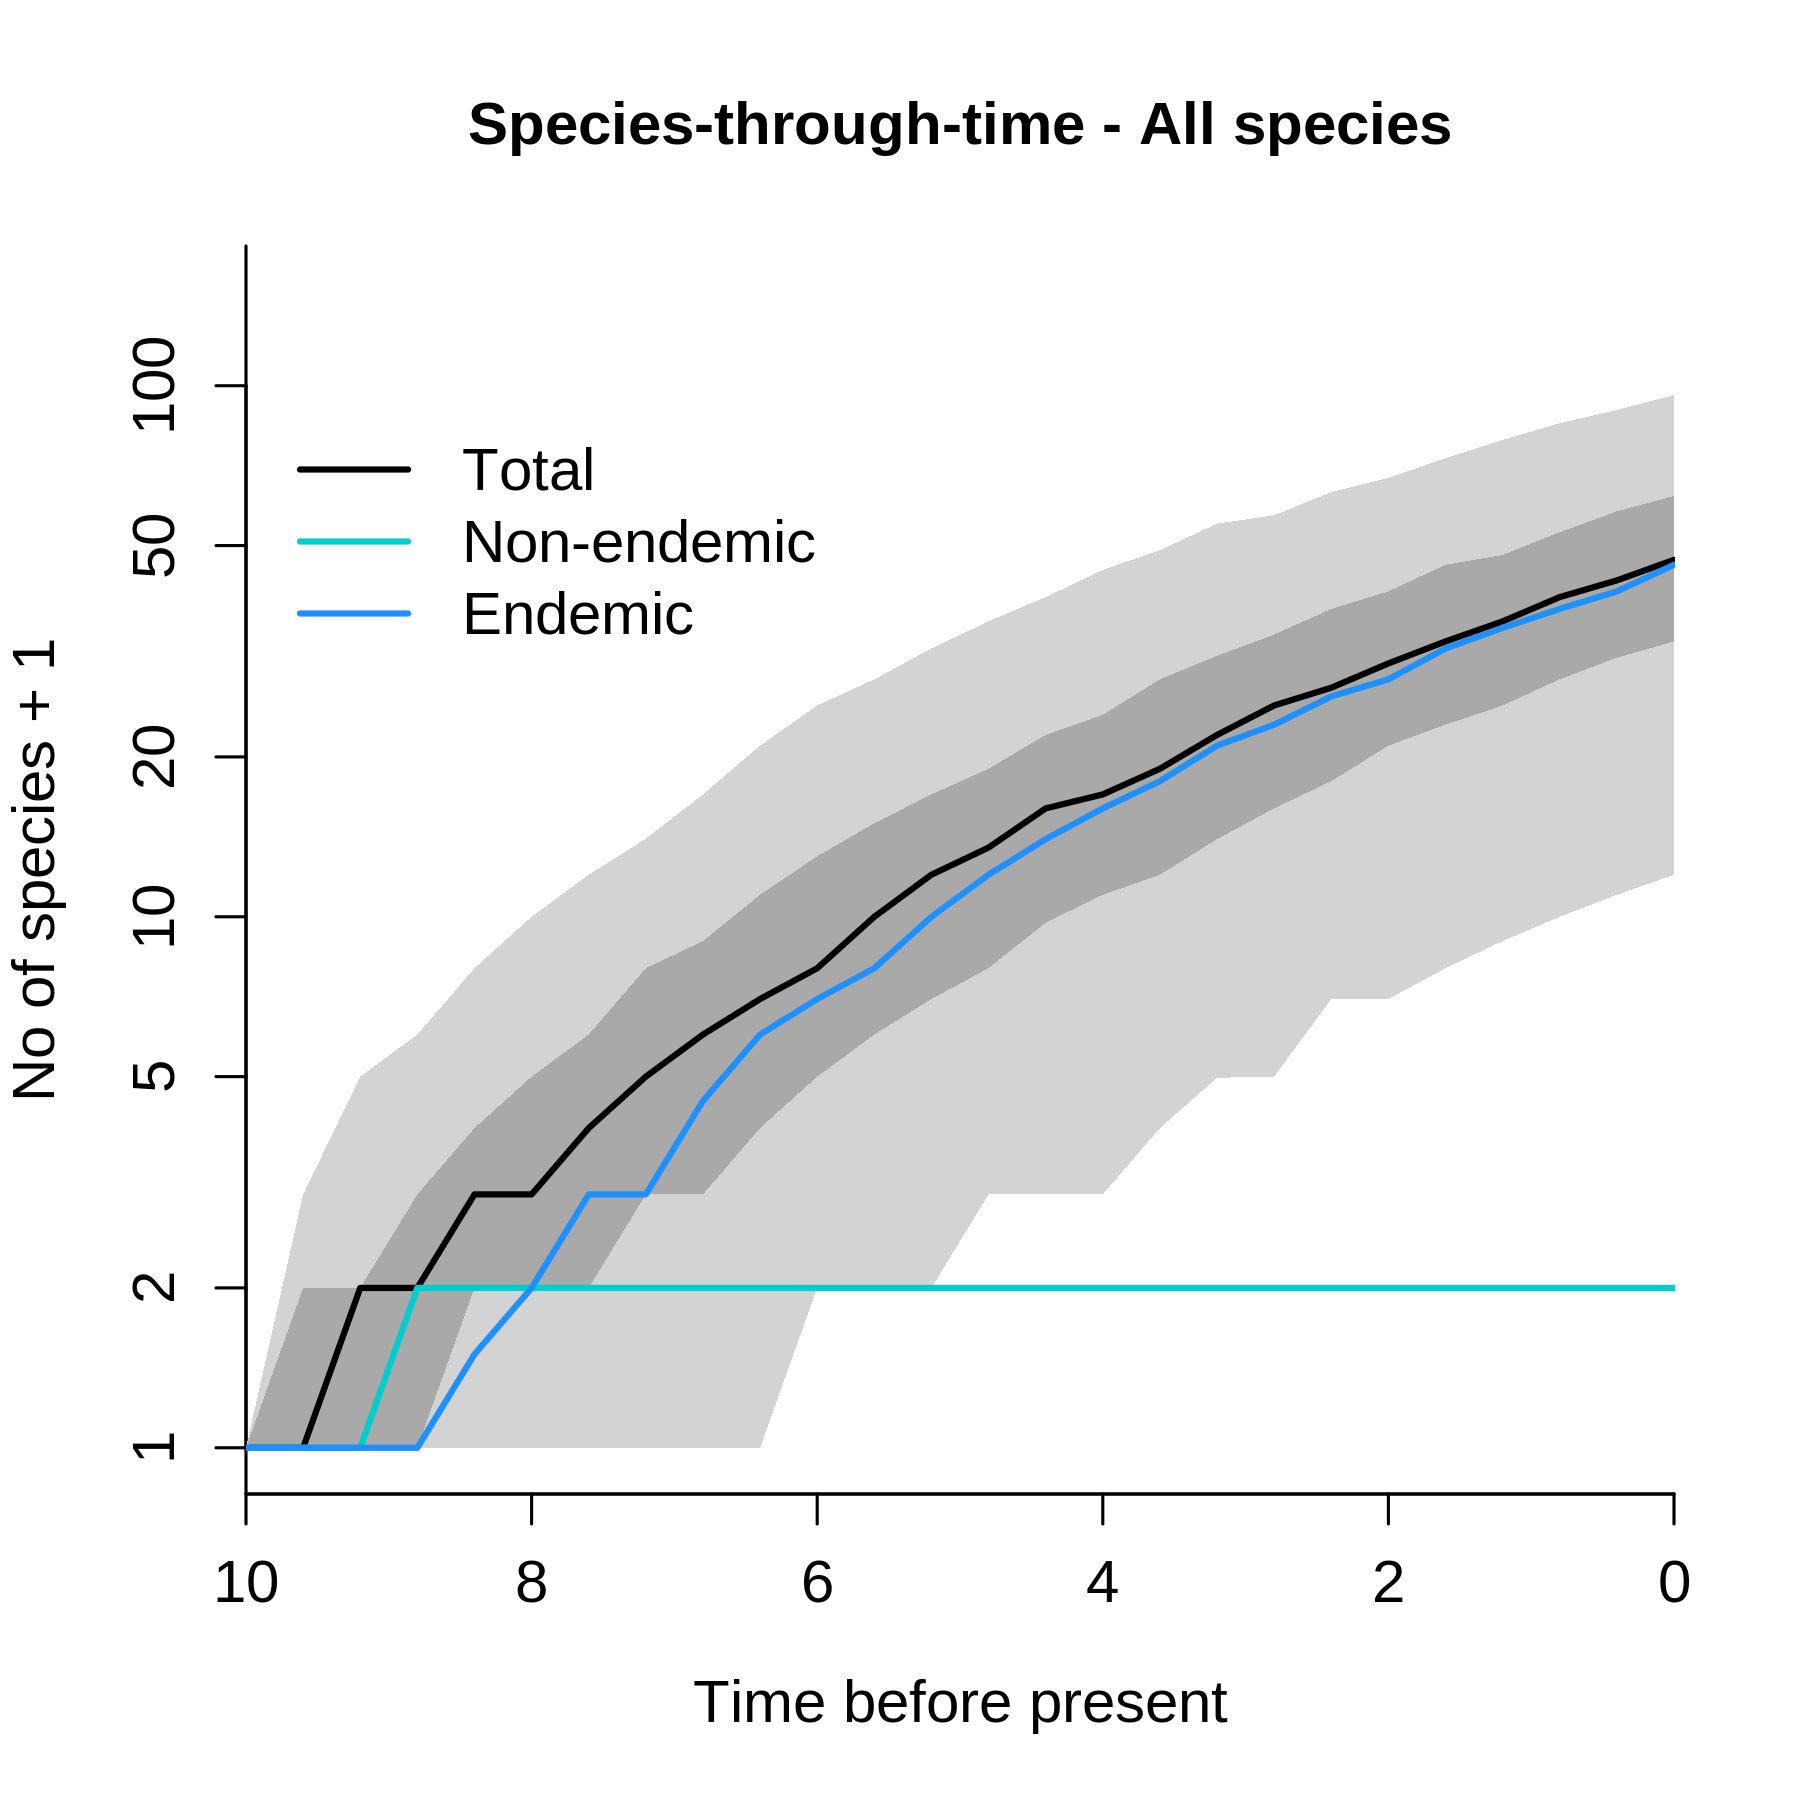 Species-through-time - All species
100
50
20
10
5
2
1
No of species + 1
Total
Non-endemic
Endemic
10 8 6 4 2 0
Time before present